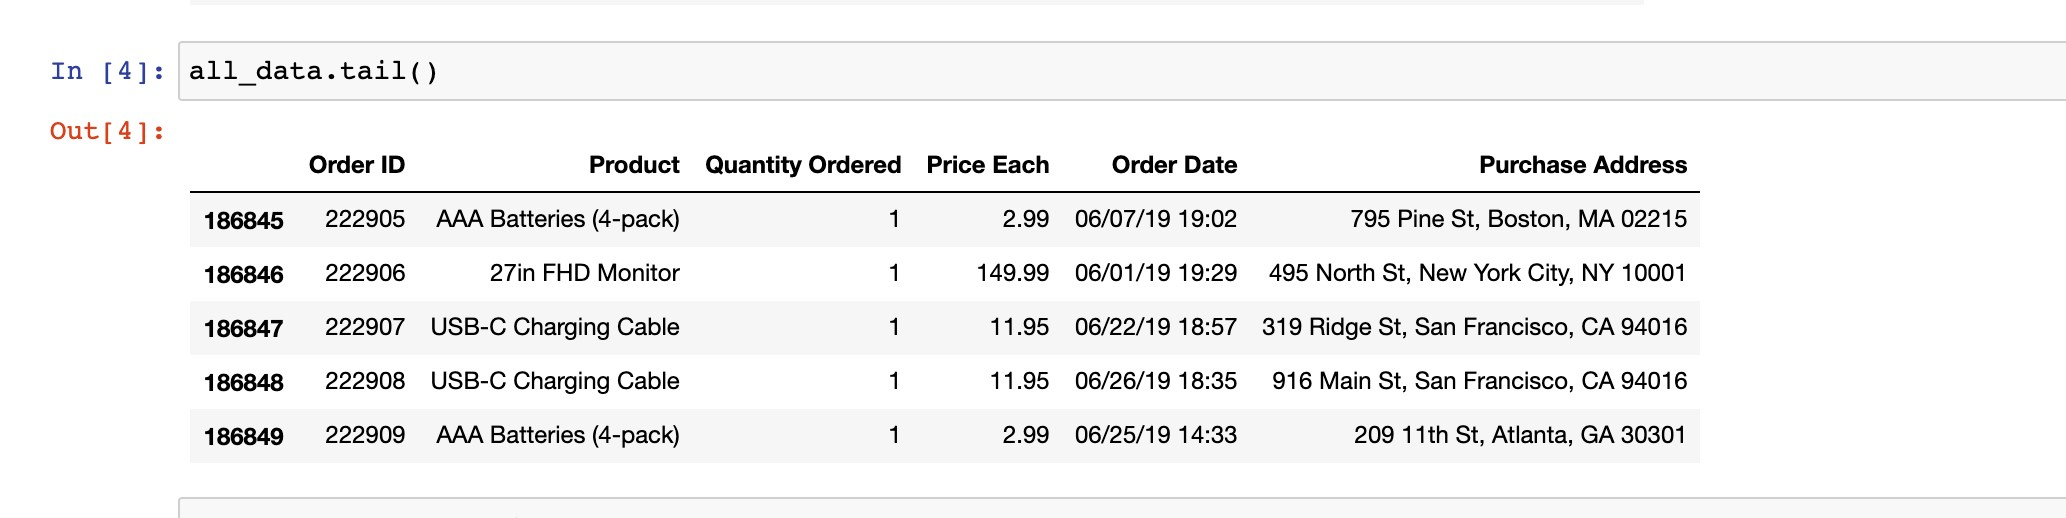 In [4]: all_data.tail()
Out[4]:
Order ID Product Quantity Ordered Price Each Order Date Purchase Address
186845 222905 AAA Batteries (4-pack) 1 2.99 06/07/19 19:02 795 Pine St, Boston, MA 02215
186846 222906 27in FHD Monitor 1 149.99 06/01/19 19:29 495 North St, New York City, NY 10001
186847 222907 USB-C Charging Cable 1 11.95 06/22/19 18:57 319 Ridge St, San Francisco, CA 94016
186848 222908 USB-C Charging Cable 1 11.95 06/26/19 18:35 916 Main St, San Francisco, CA 94016
186849 222909 AAA Batteries (4-pack) 1 2.99 06/25/19 14:33 209 11th St, Atlanta, GA 30301